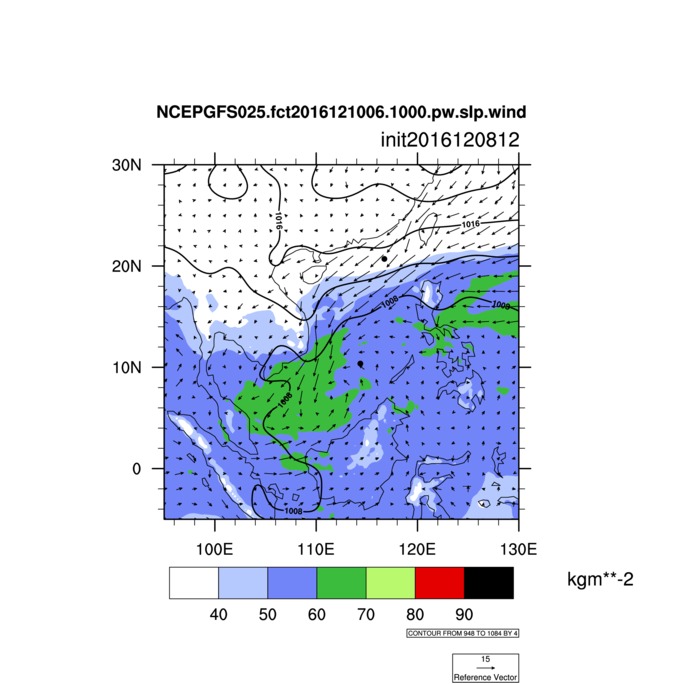 NCEPGFS025.fct2016121006.1000.pw.slp.wind
init2016120812
30N
1016
1016
20N
1008
1008
10N
1008
0
1008
100E 110E 120E 130E
kgm**-2
40 50 60 70 80 90
CONTOUR FROM 948 TO 1084 BY 4
15
Reference Vector